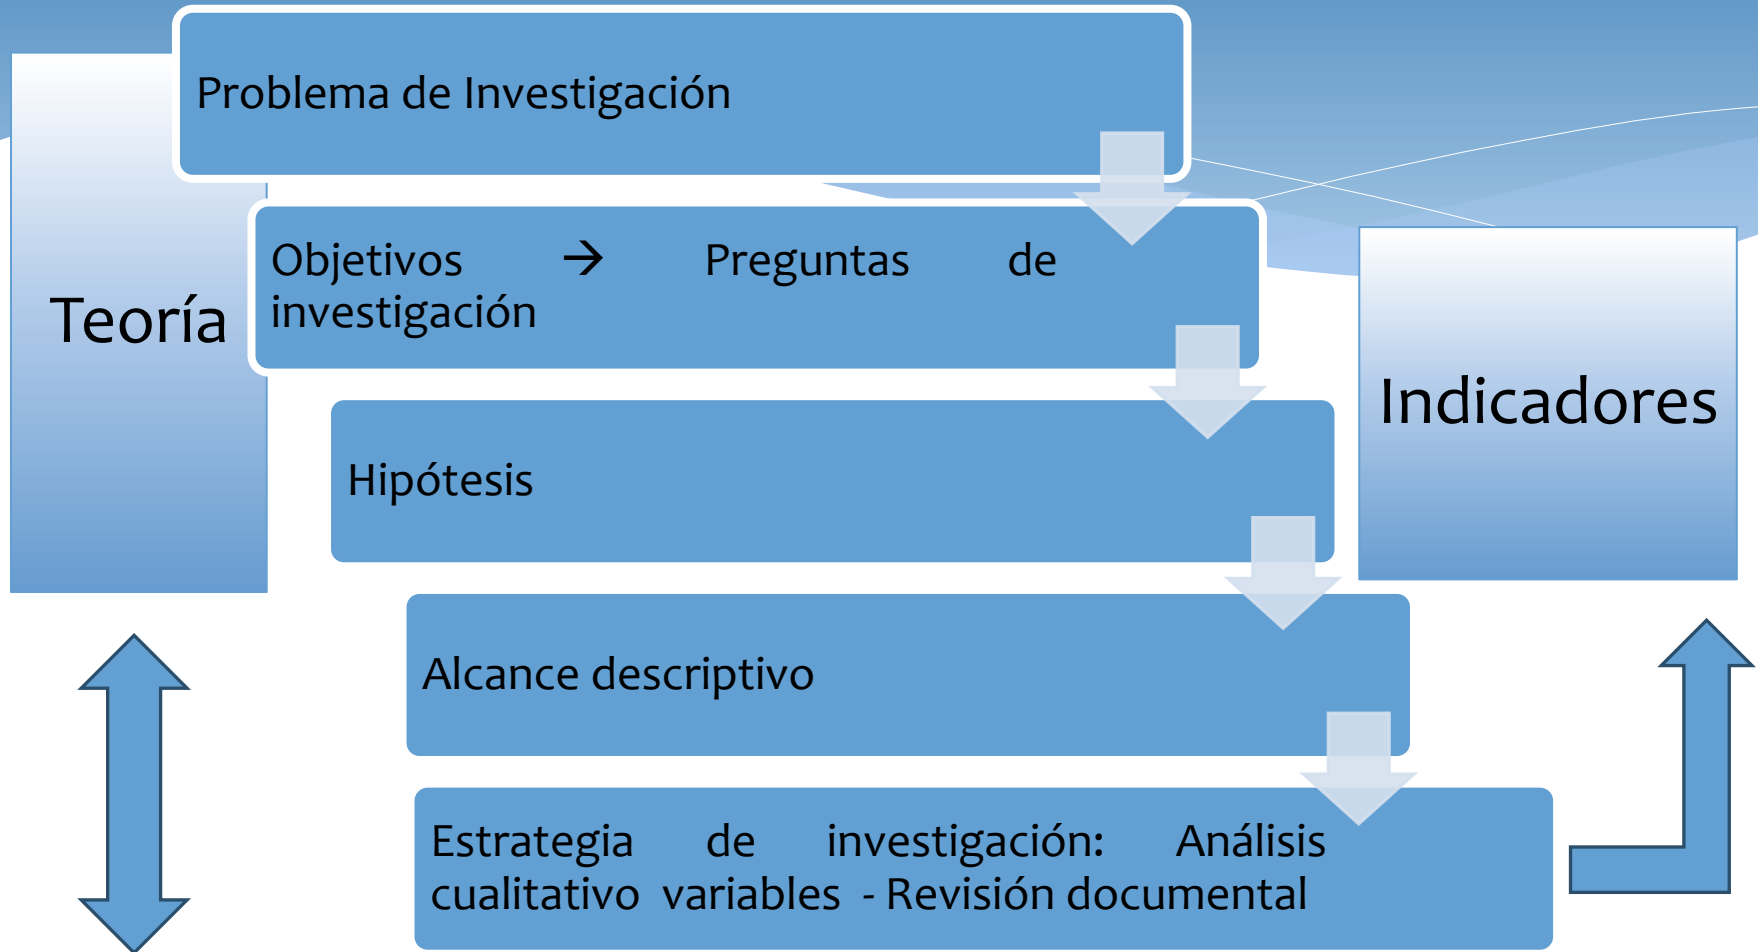 Problema de Investigación
Teoría
Objetivos → Preguntas de
investigación
Indicadores
Hipótesis
Alcance descriptivo
Estrategia de investigación: Análisis
cualitativo variables - Revisión documental